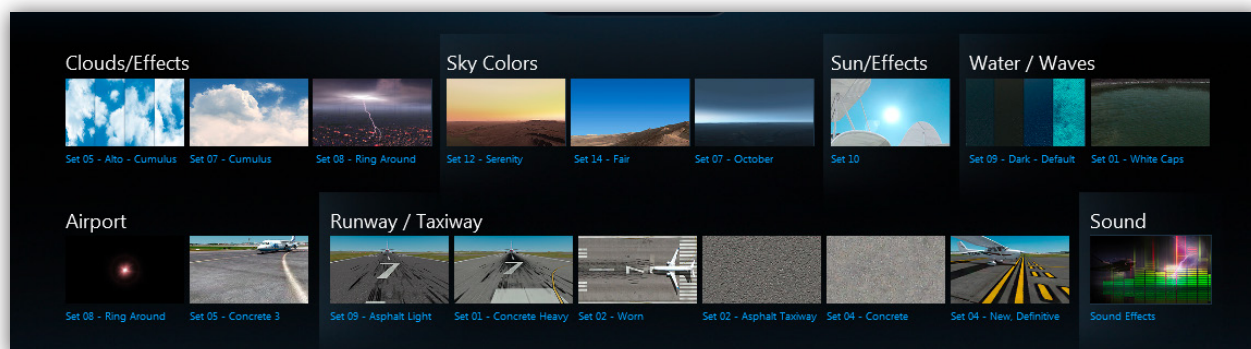 Clouds/Effects
Sky Colors
Sun/Effects
Water / Waves
Set 05 - Alto - Cumulus
Set 07 - Cumulus
Set 08 - Ring Around
Set 12 - Serenity
Set 14 - Fair
Set 07 - October
Set 10
Set 09 - Dark - Default
Set 01 - White Caps
Airport
Runway / Taxiway
Sound
Set 08 - Ring Around
Set 05 - Concrete 3
Set 09 - Asphalt Light
Set 01 - Concrete Heavy
Set 02 - Worn
Set 02 - Asphalt Taxiway
Set 04 - Concrete
Set 04 - New, Definitive
Sound Effects